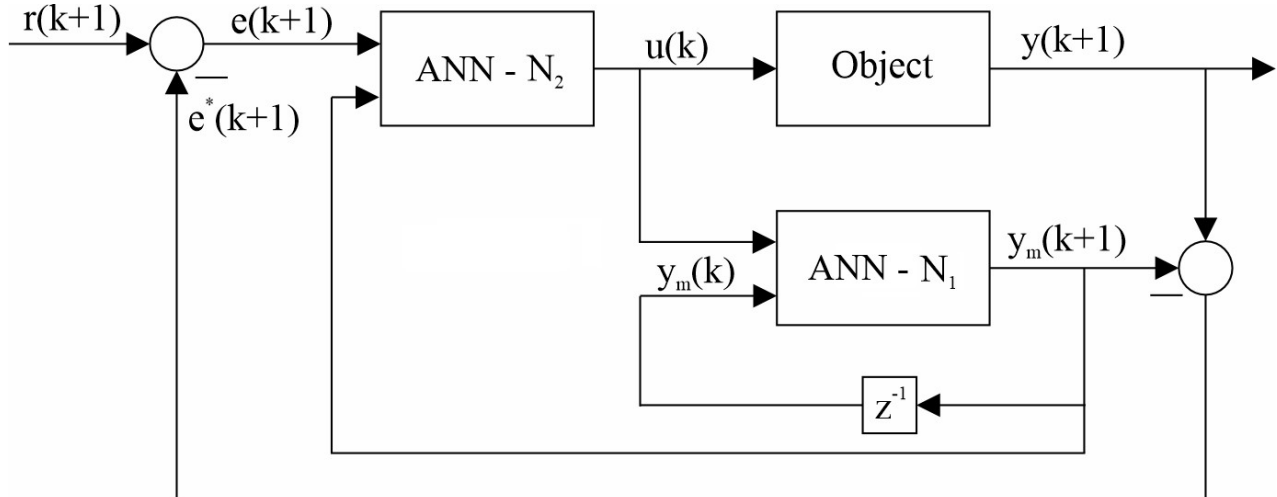 r(k+1)
e(k+1)
ANN - N₂
u(k)
Object
y(k+1)
e*(k+1)
yₘ(k)
ANN - N₁
yₘ(k+1)
z⁻¹